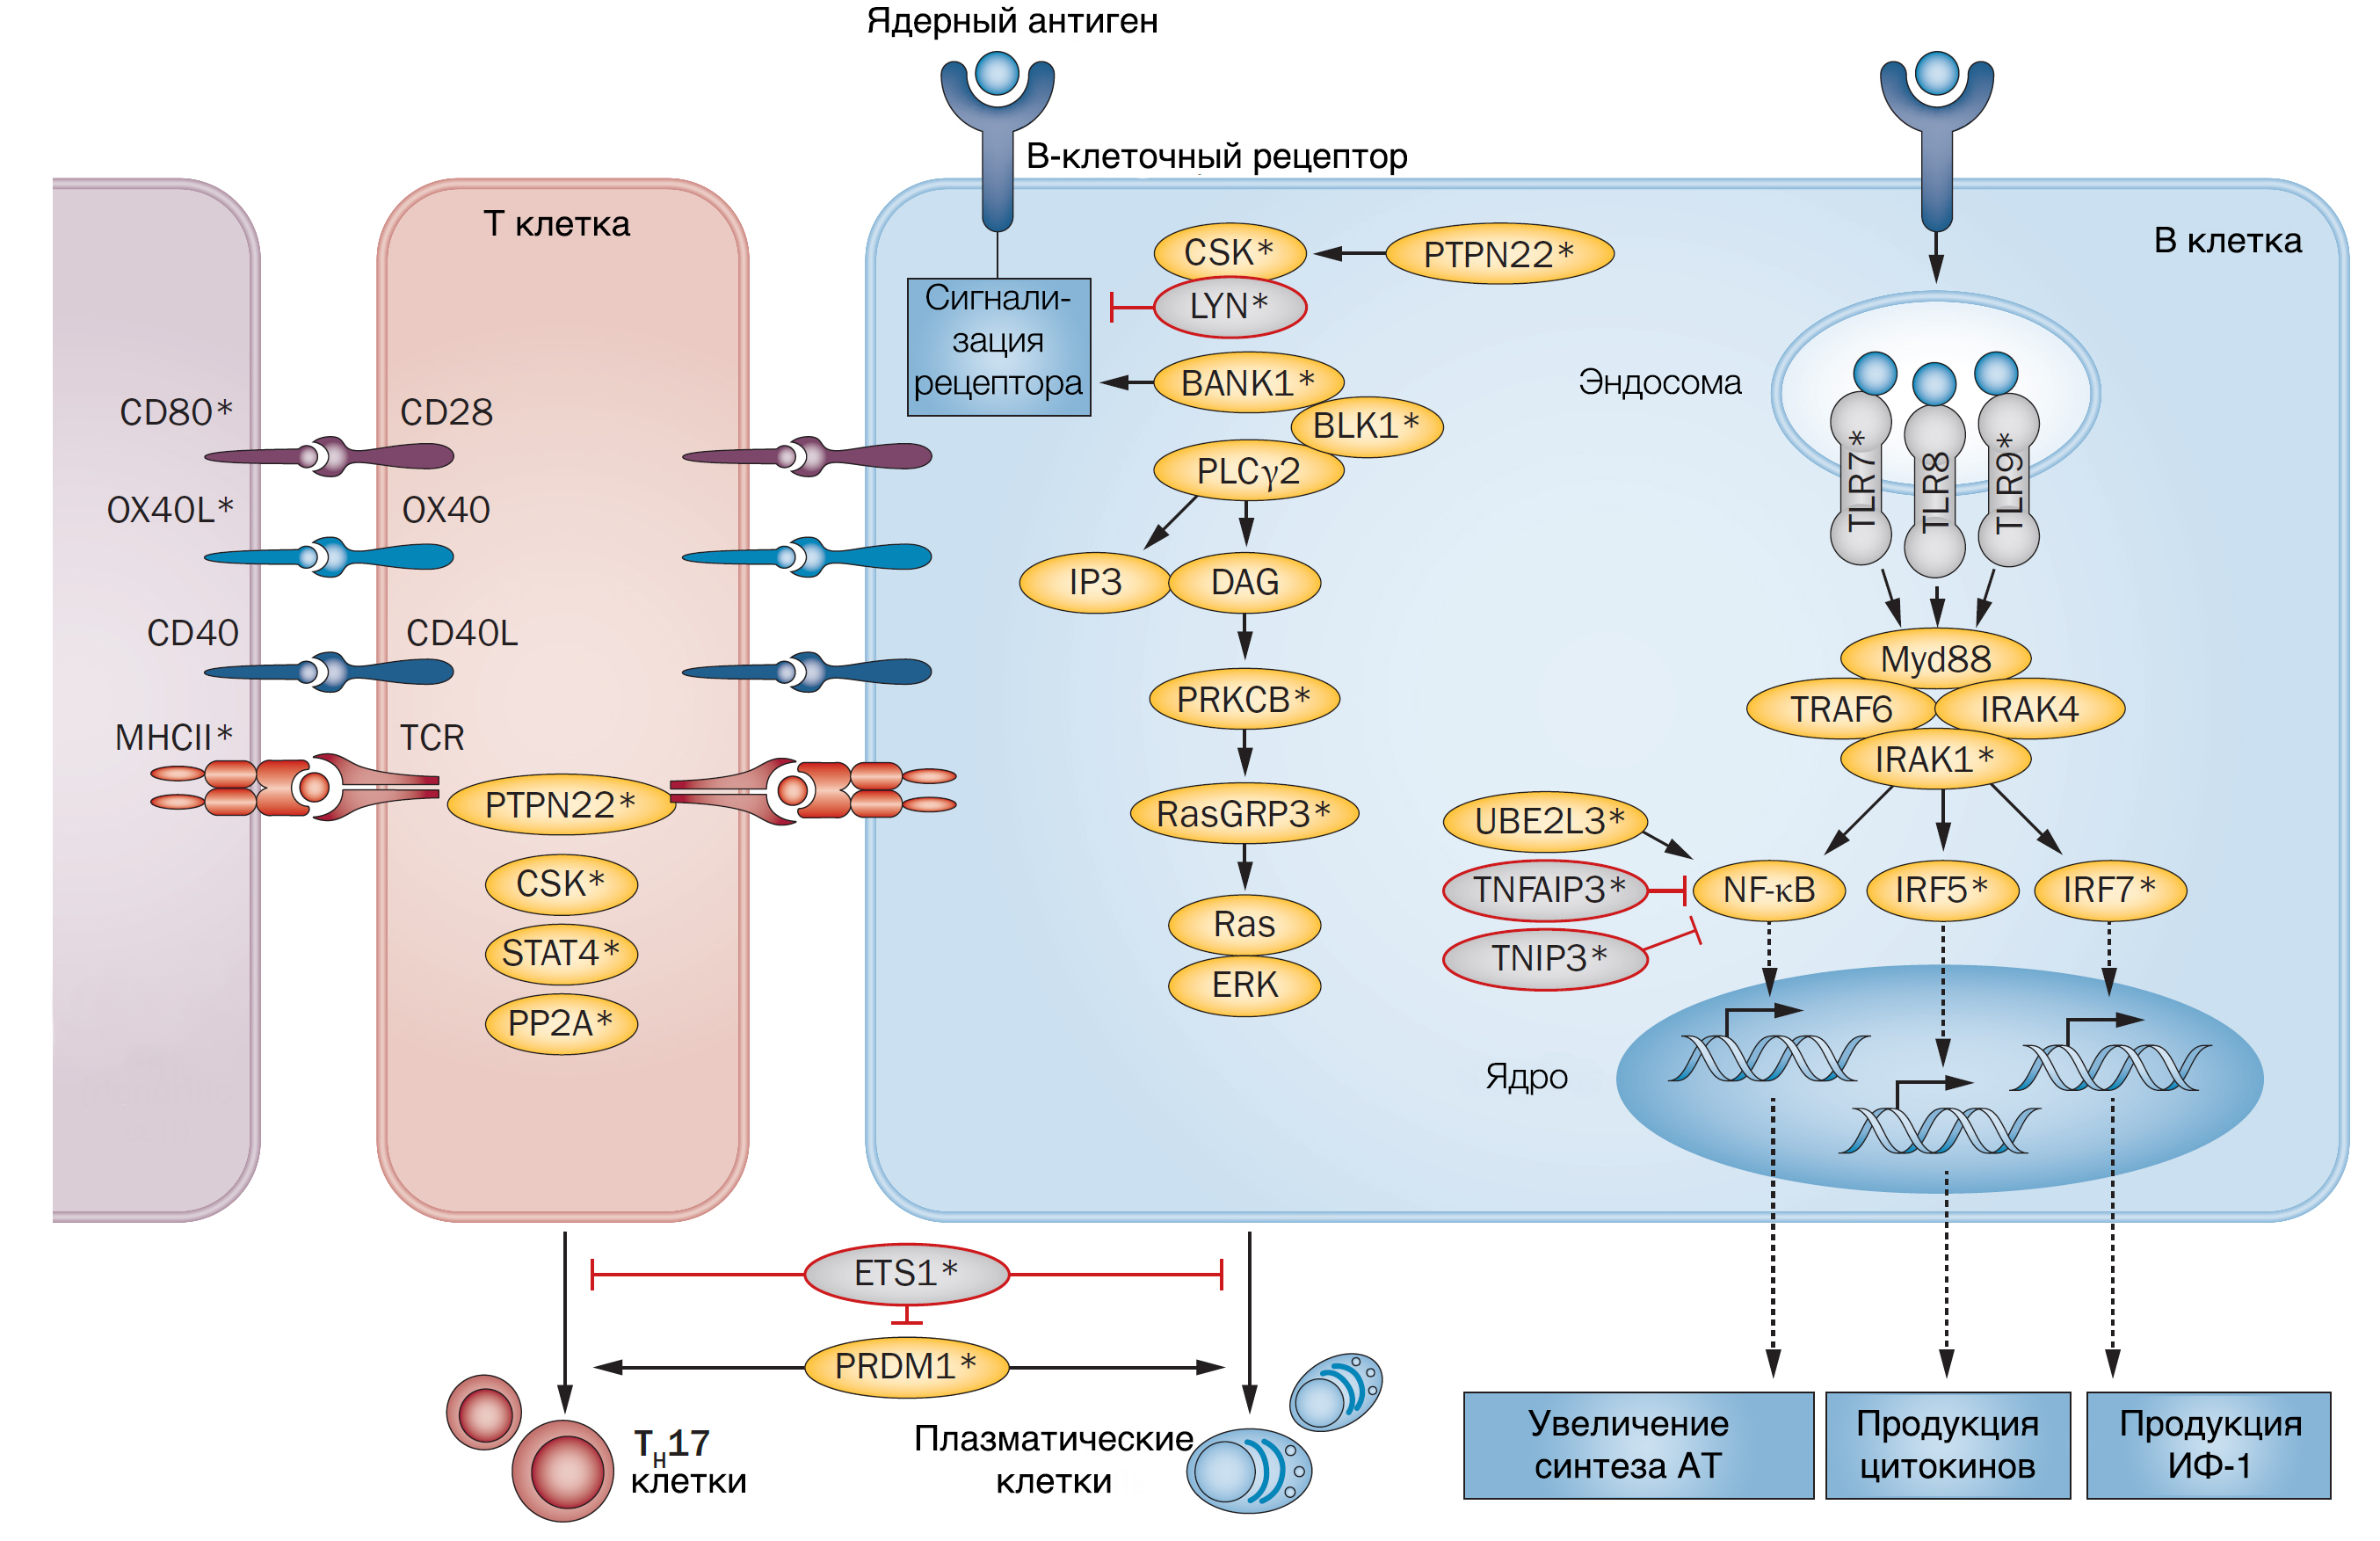 Ядерный антиген
В-клеточный рецептор
Т клетка
В клетка
CSK*
PTPN22*
LYN*
Сигнали-
зация
рецептора
BANK1*
BLK1*
PLCγ2
IP3
DAG
PRKCB*
RasGRP3*
Ras
ERK
CD80*
CD28
OX40L*
OX40
CD40
CD40L
MHCII*
TCR
PTPN22*
CSK*
STAT4*
PP2A*
Эндосома
TLR7*
TLR8
TLR9*
Myd88
TRAF6
IRAK4
IRAK1*
UBE2L3*
TNFAIP3*
TNIP3*
NF-κB
IRF5*
IRF7*
Ядро
ETS1*
PRDM1*
TH17
клетки
Плазматические
клетки
Увеличение
синтеза АТ
Продукция
цитокинов
Продукция
ИФ-1